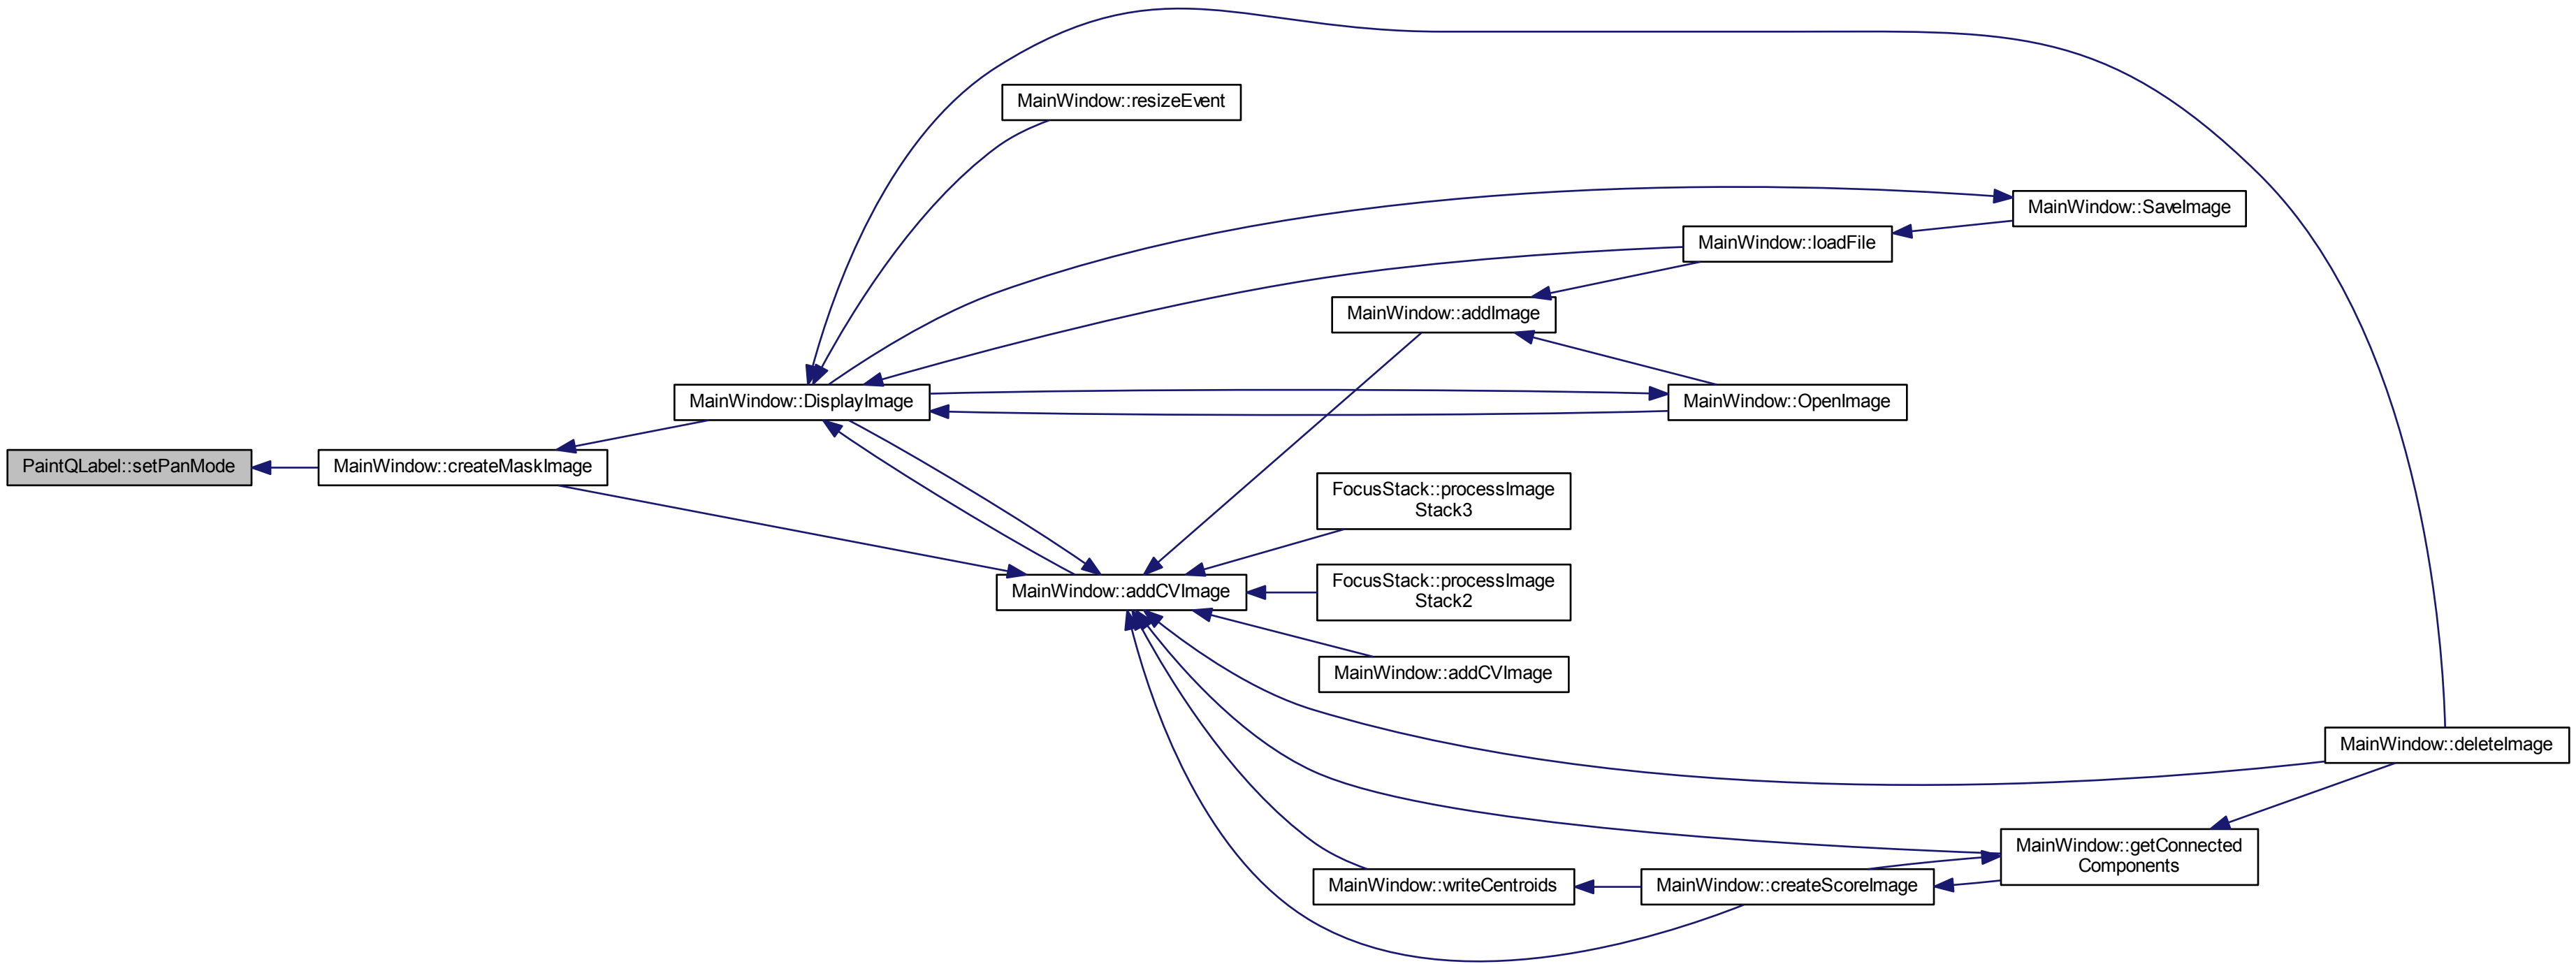 MainWindow::resizeEvent
MainWindow::SaveImage
MainWindow::loadFile
MainWindow::addImage
MainWindow::DisplayImage
MainWindow::OpenImage
PaintQLabel::setPanMode
MainWindow::createMaskImage
FocusStack::processImage
Stack3
MainWindow::addCVImage
FocusStack::processImage
Stack2
MainWindow::addCVImage
MainWindow::deleteImage
MainWindow::getConnected
Components
MainWindow::writeCentroids
MainWindow::createScoreImage